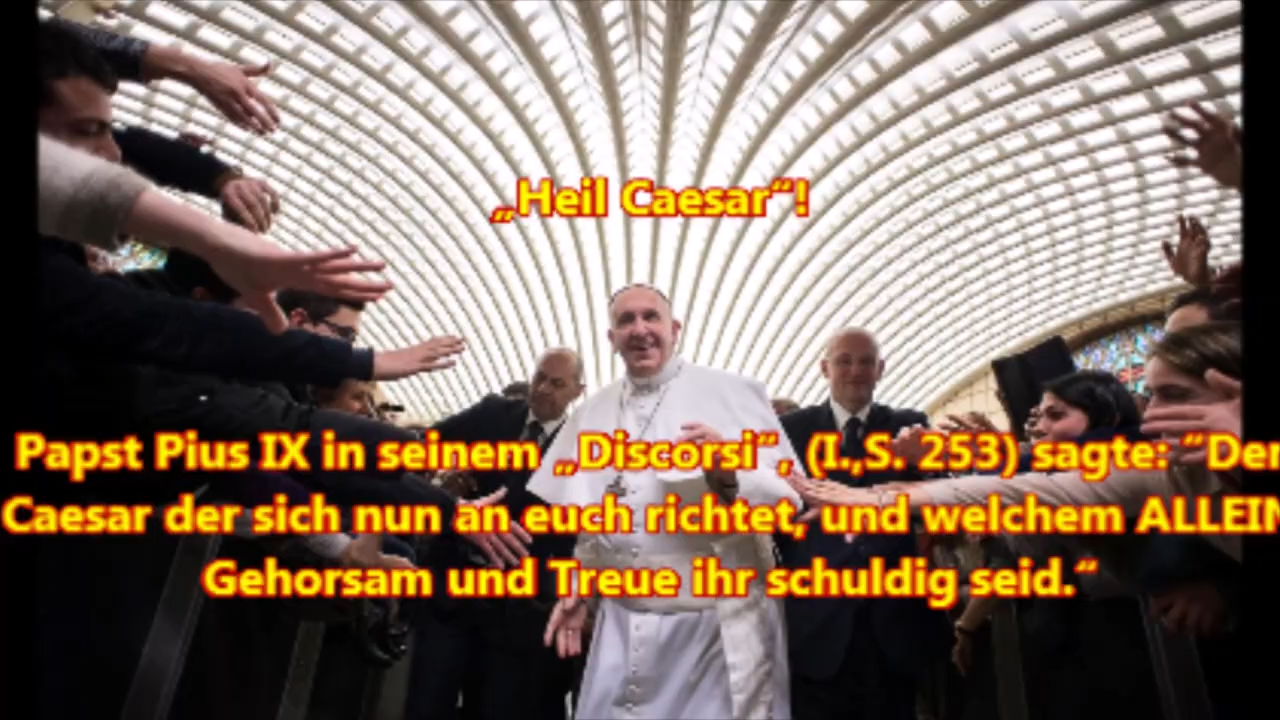 „Heil Caesar“!
Papst Pius IX in seinem „Discorsi“, (I.,S. 253) sagte: “Der
Caesar der sich nun an euch richtet, und welchem ALLEIN
Gehorsam und Treue ihr schuldig seid.“